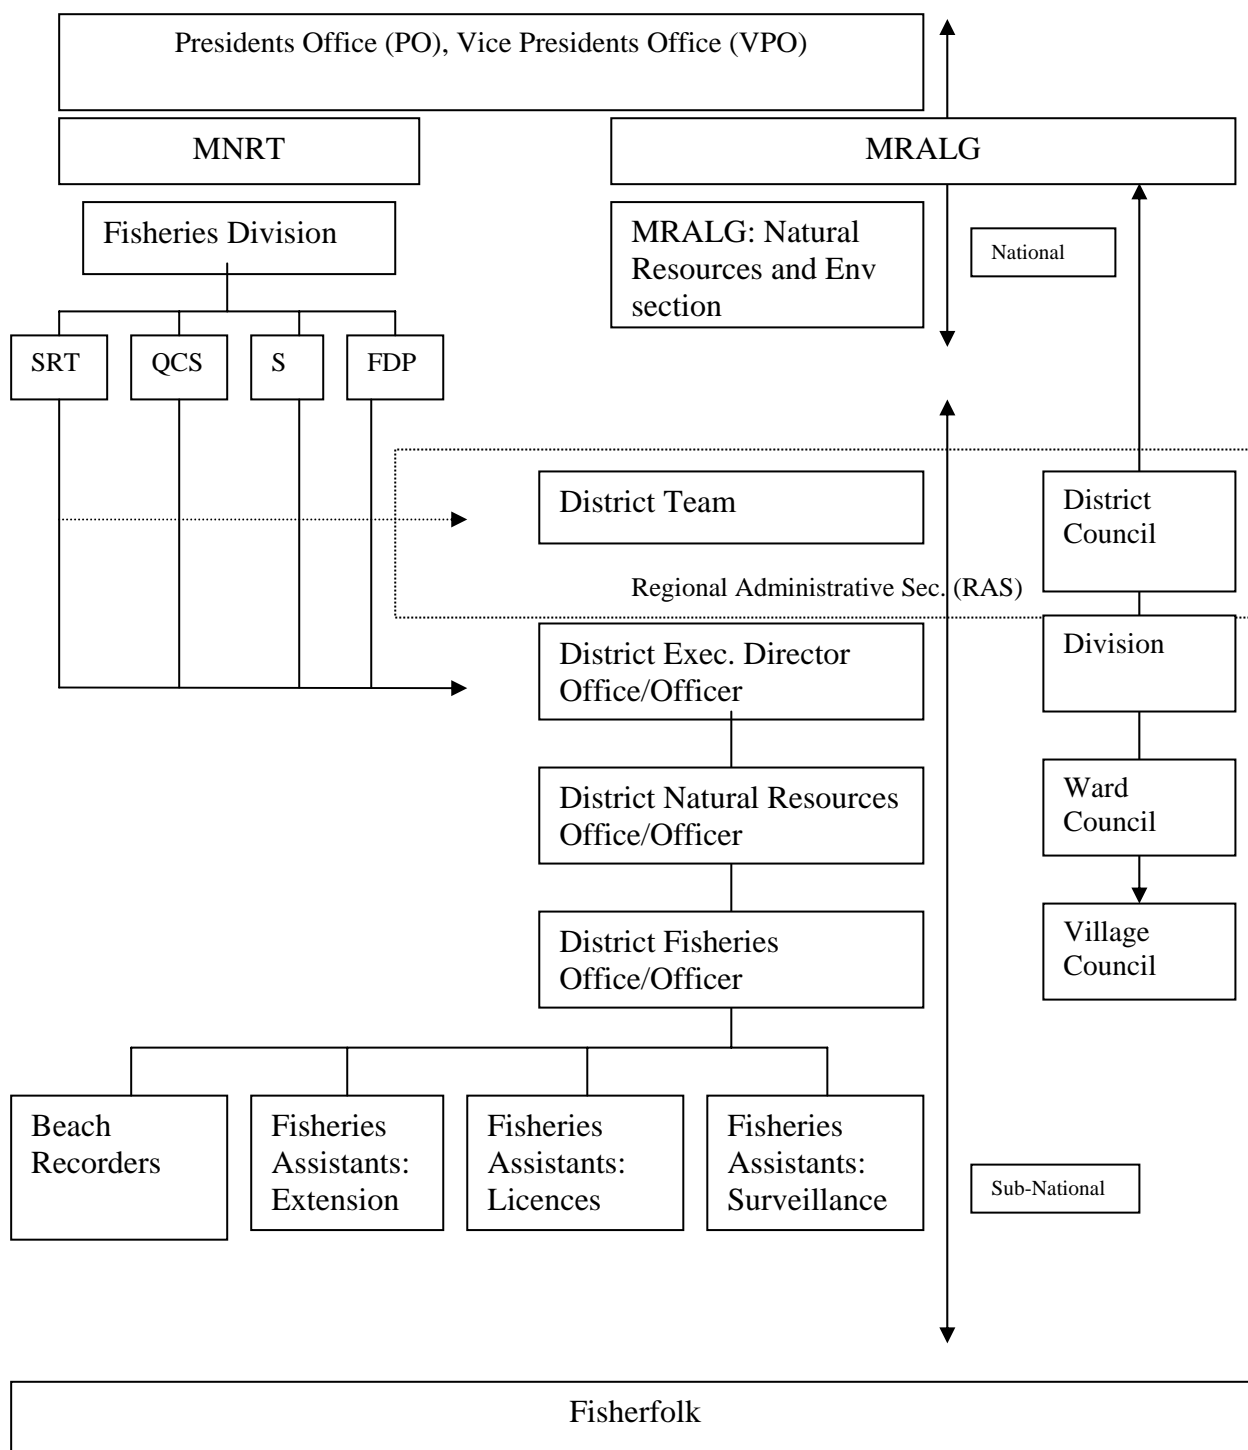 Presidents Office (PO), Vice Presidents Office (VPO)
MNRT
MRALG
Fisheries Division
MRALG: Natural
Resources and Env
section
National
SRT
QCS
S
FDP
District Team
District
Council
Regional Administrative Sec. (RAS)
District Exec. Director
Office/Officer
Division
District Natural Resources
Office/Officer
Ward
Council
District Fisheries
Office/Officer
Village
Council
Beach
Recorders
Fisheries
Assistants:
Extension
Fisheries
Assistants:
Licences
Fisheries
Assistants:
Surveillance
Sub-National
Fisherfolk